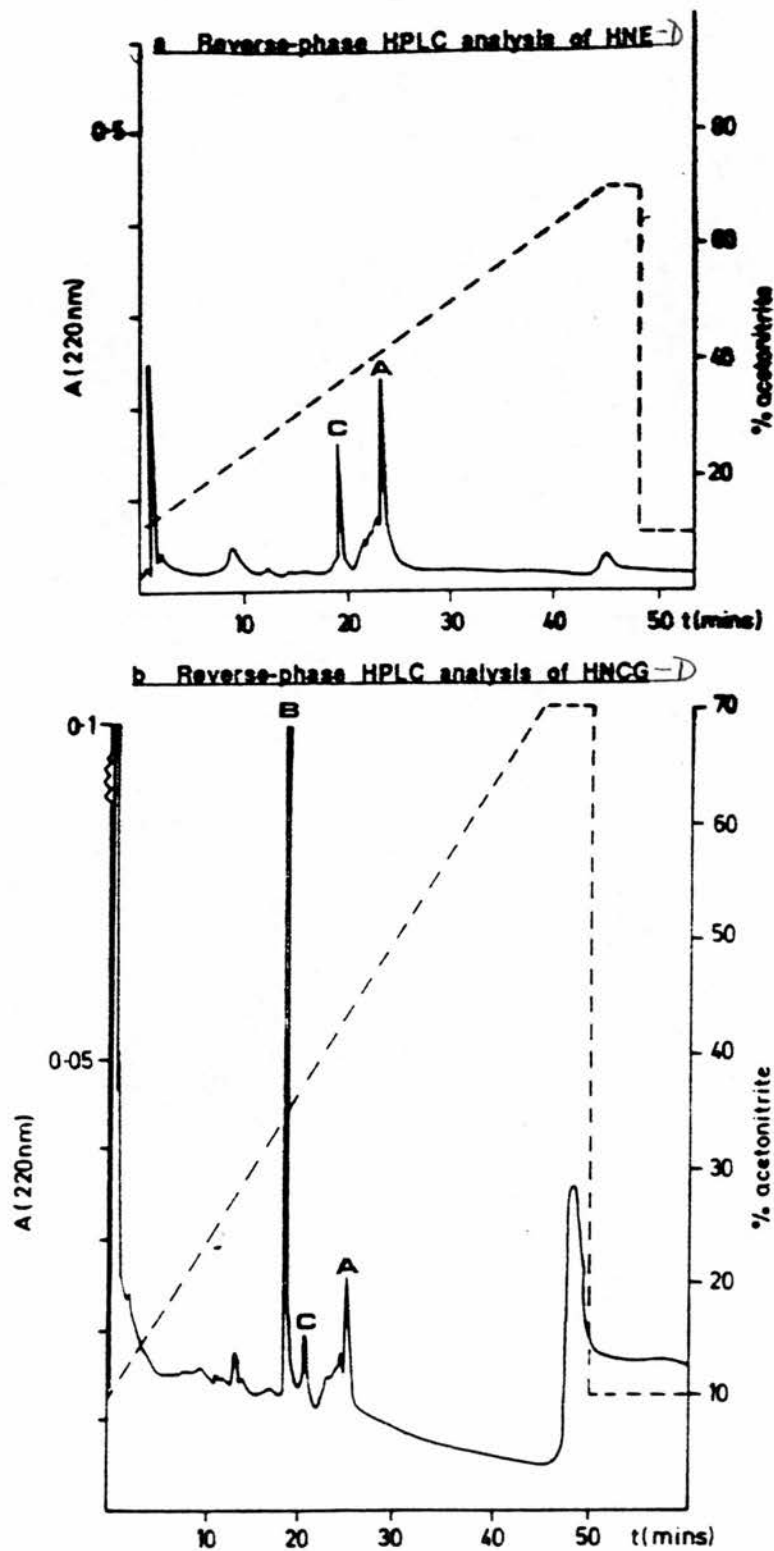 a Reverse-phase HPLC analysis of HNE-D
0·5
80
60
40
20
A (220nm)
% acetonitrite
C
A
10 20 30 40 50 t(mins)
b Reverse-phase HPLC analysis of HNCG-D
B
0·1
70
60
50
40
30
20
10
0·05
A (220nm)
% acetonitrite
C
A
10 20 30 40 50 t(mins)